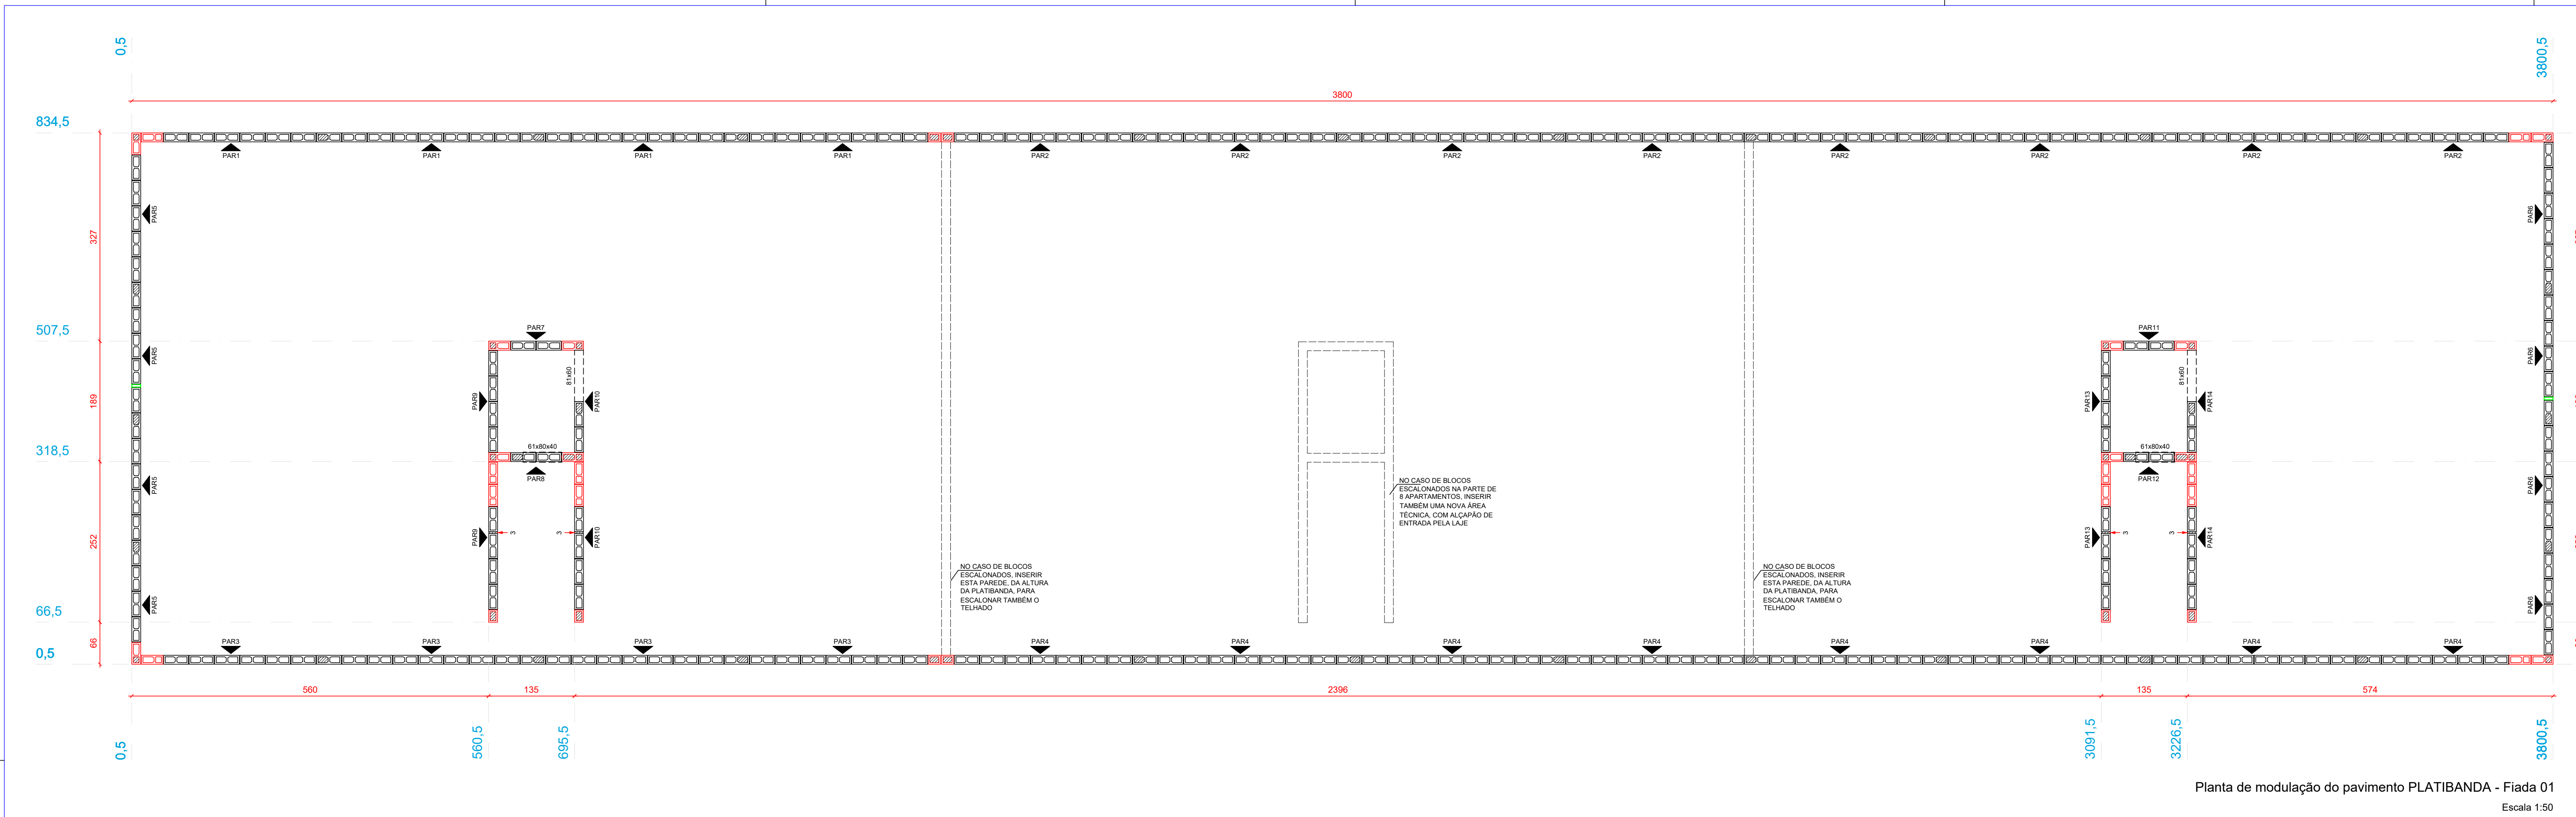 0,5
3800,5
3800
834,5
PAR1
PAR1
PAR1
PAR1
PAR2
PAR2
PAR2
PAR2
PAR2
PAR2
PAR2
PAR2
PAR5
PAR6
327
507,5
PAR7
PAR11
PAR5
PAR6
81x60
81x60
189
PAR9
PAR10
PAR13
PAR14
318,5
61x80x40
61x80x40
PAR8
PAR12
PAR5
PAR6
NO CASO DE BLOCOS
ESCALONADOS NA PARTE DE
8 APARTAMENTOS, INSERIR
TAMBÉM UMA NOVA ÁREA
TÉCNICA, COM ALÇAPÃO DE
ENTRADA PELA LAJE
252
PAR9
3
3
PAR10
PAR13
3
3
PAR14
NO CASO DE BLOCOS
ESCALONADOS, INSERIR
ESTA PAREDE, DA ALTURA
DA PLATIBANDA, PARA
ESCALONAR TAMBÉM O
TELHADO
NO CASO DE BLOCOS
ESCALONADOS, INSERIR
ESTA PAREDE, DA ALTURA
DA PLATIBANDA, PARA
ESCALONAR TAMBÉM O
TELHADO
PAR5
PAR6
66,5
66
0,5
PAR3
PAR3
PAR3
PAR3
PAR4
PAR4
PAR4
PAR4
PAR4
PAR4
PAR4
PAR4
560
135
2396
135
574
0,5
560,5
695,5
3091,5
3226,5
3800,5
Planta de modulação do pavimento PLATIBANDA - Fiada 01
Escala 1:50